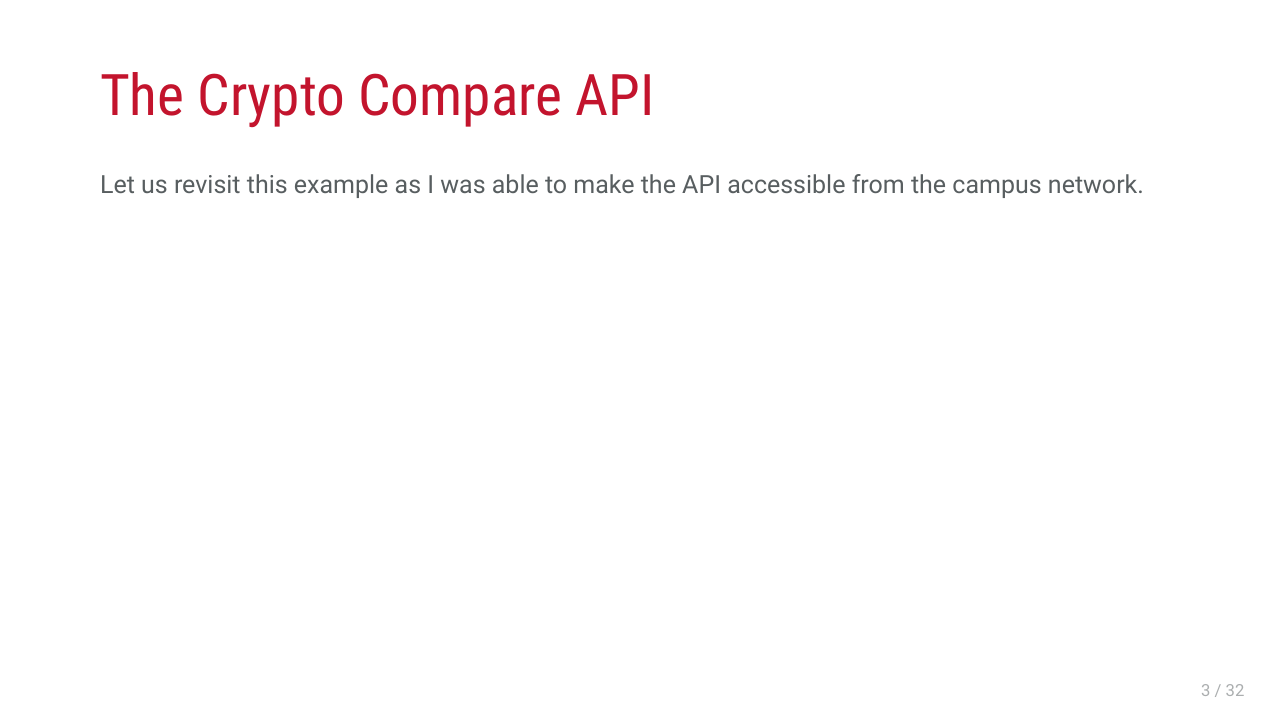 The Crypto Compare API
Let us revisit this example as I was able to make the API accessible from the campus network.
3 / 32